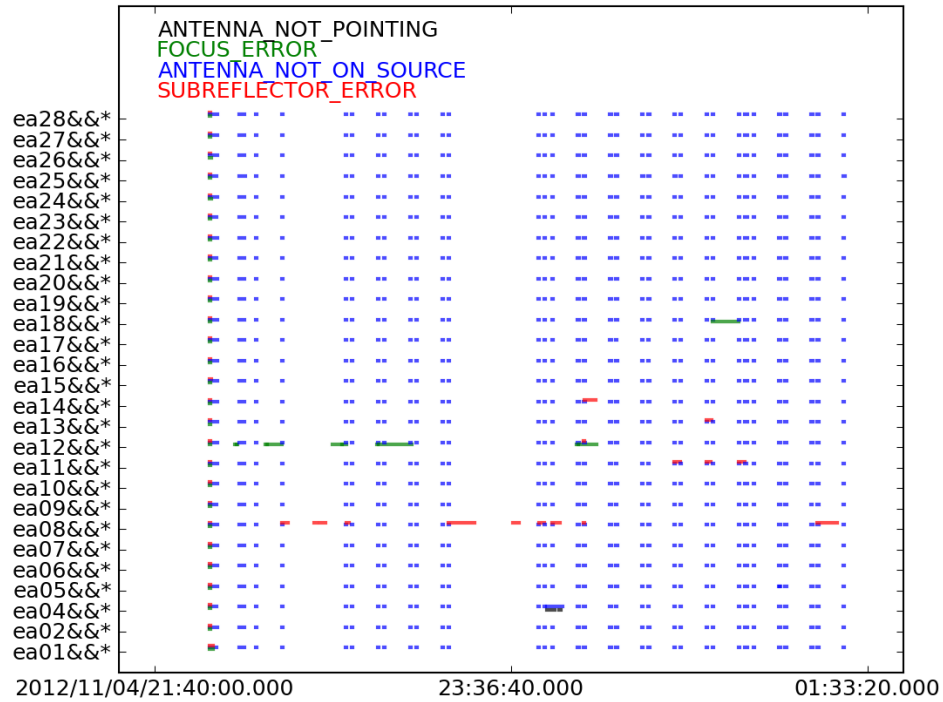 ANTENNA_NOT_POINTING
FOCUS_ERROR
ANTENNA_NOT_ON_SOURCE
SUBREFLECTOR_ERROR
ea28&&*
ea27&&*
ea26&&*
ea25&&*
ea24&&*
ea23&&*
ea22&&*
ea21&&*
ea20&&*
ea19&&*
ea18&&*
ea17&&*
ea16&&*
ea15&&*
ea14&&*
ea13&&*
ea12&&*
ea11&&*
ea10&&*
ea09&&*
ea08&&*
ea07&&*
ea06&&*
ea05&&*
ea04&&*
ea02&&*
ea01&&*
2012/11/04/21:40:00.000 23:36:40.000 01:33:20.000